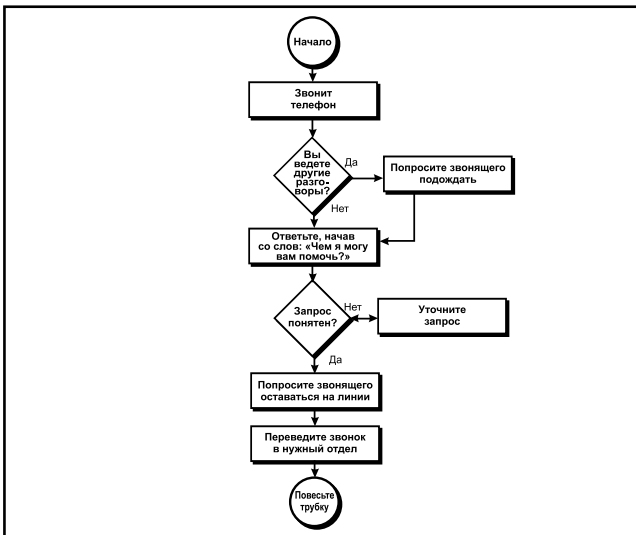 Начало
Звонит
телефон
Вы
ведете
другие
разго-
воры?
Да
Попросите звонящего
подождать
Нет
Ответьте, начав
со слов: «Чем я могу
вам помочь?»
Запрос
понятен?
Нет
Уточните
запрос
Да
Попросите звонящего
оставаться на линии
Переведите звонок
в нужный отдел
Повесьте
трубку